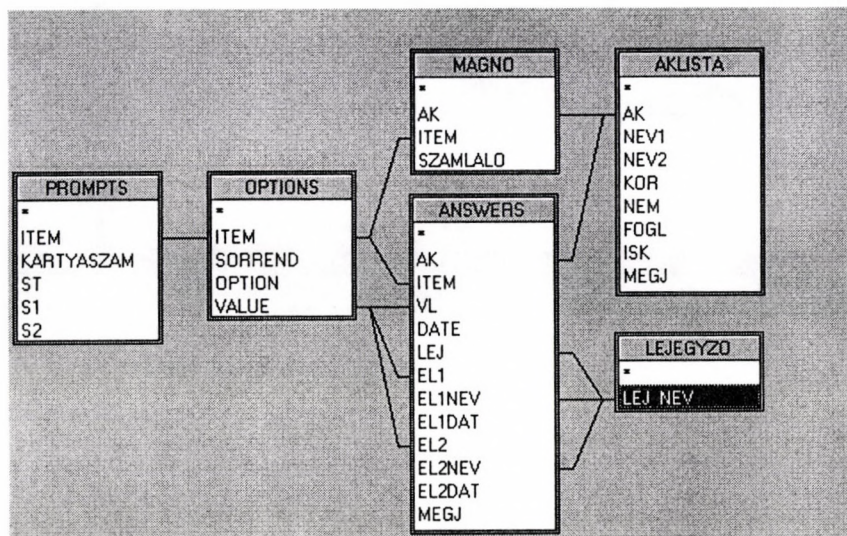 PROMPTS
*
ITEM
KARTYASZAM
ST
S1
S2
OPTIONS
*
ITEM
SORREND
OPTION
VALUE
MAGNO
*
AK
ITEM
SZAMLALO
ANSWERS
*
AK
ITEM
VL
DATE
LEJ
EL1
EL1NEV
EL1DAT
EL2
EL2NEV
EL2DAT
MEGJ
AKLISTA
*
AK
NEV1
NEV2
KOR
NEM
FOGL
ISK
MEGJ
LEJEGYZO
*
LEJ_NEV